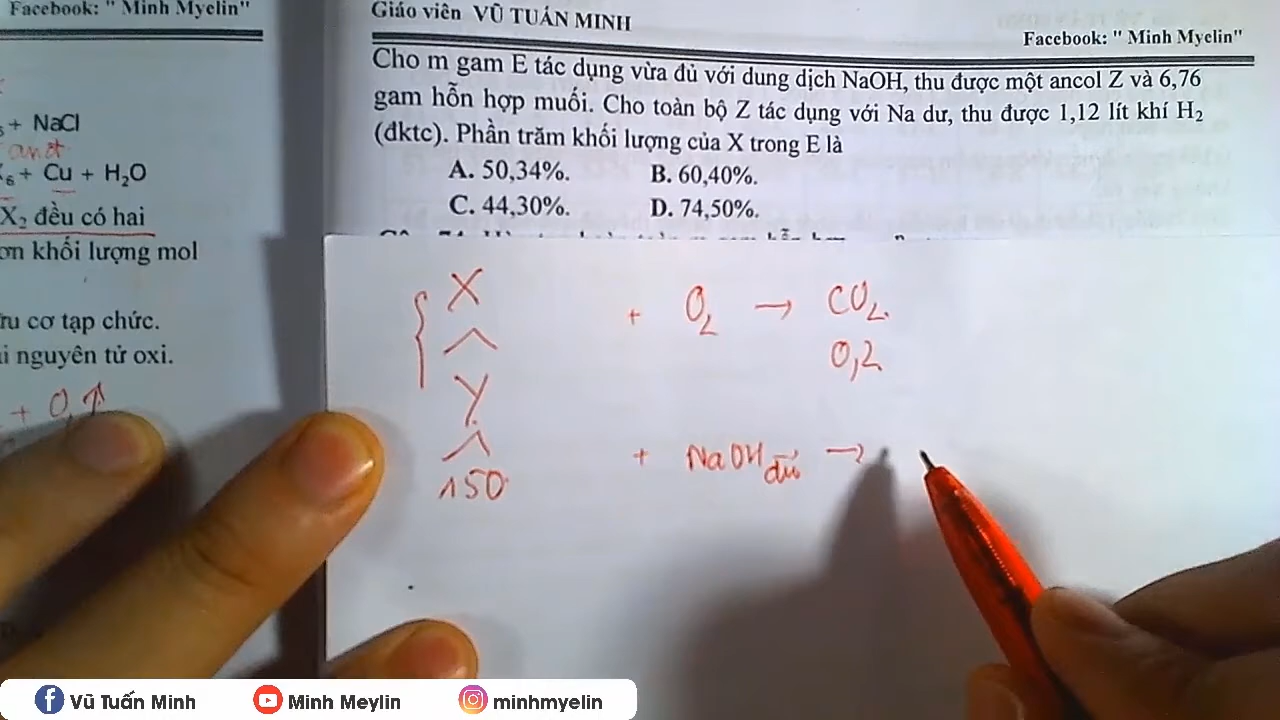 Facebook: " Minh Myelin"
+ NaCl
+ Cu + H₂O
X₂ đều có hai
khối lượng mol
cơ tạp chức.
nguyên tử oxi.
Giáo viên VŨ TUẤN MINH
Facebook: " Minh Myelin"
Cho m gam E tác dụng vừa đủ với dung dịch NaOH, thu được một ancol Z và 6,76
gam hỗn hợp muối. Cho toàn bộ Z tác dụng với Na dư, thu được 1,12 lít khí H₂
(đktc). Phần trăm khối lượng của X trong E là
A. 50,34%. B. 60,40%.
C. 44,30%. D. 74,50%.
X + O₂ → CO₂
^ 0,2
Y
^ + NaOH đủ →
150
Vũ Tuấn Minh Minh Meylin minhmyelin